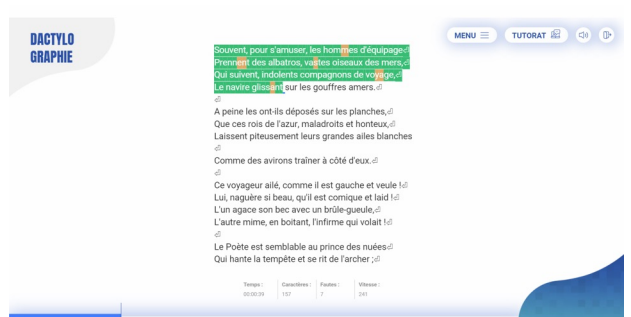 DACTYLO
GRAPHIE
MENU
TUTORAT
Souvent, pour s'amuser, les hommes d'équipage⏎
Prennent des albatros, vastes oiseaux des mers,⏎
Qui suivent, indolents compagnons de voyage,⏎
Le navire glissant sur les gouffres amers.⏎
⏎
A peine les ont-ils déposés sur les planches,⏎
Que ces rois de l'azur, maladroits et honteux,⏎
Laissent piteusement leurs grandes ailes blanches
⏎
Comme des avirons traîner à côté d'eux.⏎
⏎
Ce voyageur ailé, comme il est gauche et veule !⏎
Lui, naguère si beau, qu'il est comique et laid !⏎
L'un agace son bec avec un brûle-gueule,⏎
L'autre mime, en boitant, l'infirme qui volait !⏎
⏎
Le Poète est semblable au prince des nuées⏎
Qui hante la tempête et se rit de l'archer ;⏎
Temps : Caractères : Fautes : Vitesse :
00:00:39 157 7 241